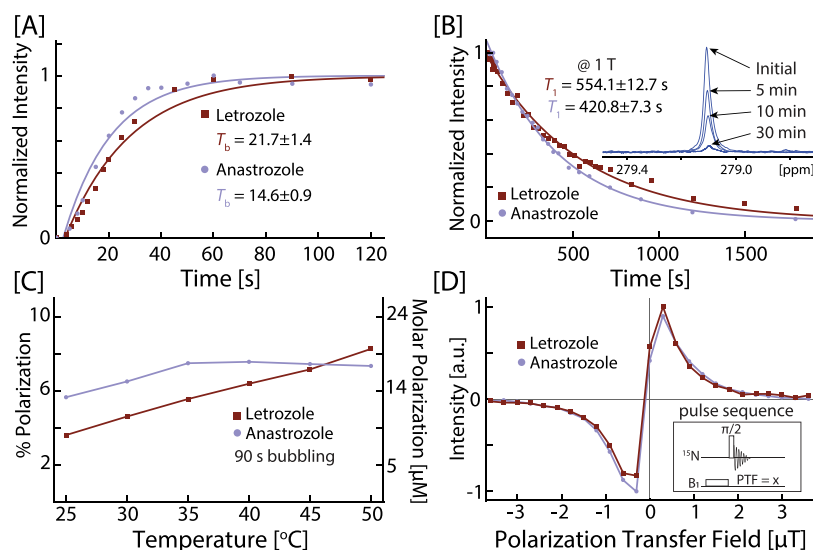 [A]
Normalized Intensity
1
0
Letrozole
Tb = 21.7±1.4
Anastrozole
Tb = 14.6±0.9
20 40 60 80 100 120
Time [s]
[B]
Normalized Intensity
1
0
@ 1 T
T1 = 554.1±12.7 s
T1 = 420.8±7.3 s
Initial
5 min
10 min
30 min
279.4 279.0 [ppm]
Letrozole
Anastrozole
500 1000 1500
Time [s]
[C]
% Polarization
10
6
2
Molar Polarization [µM]
24
14
5
Letrozole
Anastrozole
90 s bubbling
25 30 35 40 45 50
Temperature [oC]
[D]
Intensity [a.u.]
1
0
-1
Letrozole
Anastrozole
pulse sequence
π/2
15N
B1 PTF = x
-3 -2 -1 0 1 2 3
Polarization Transfer Field [µT]